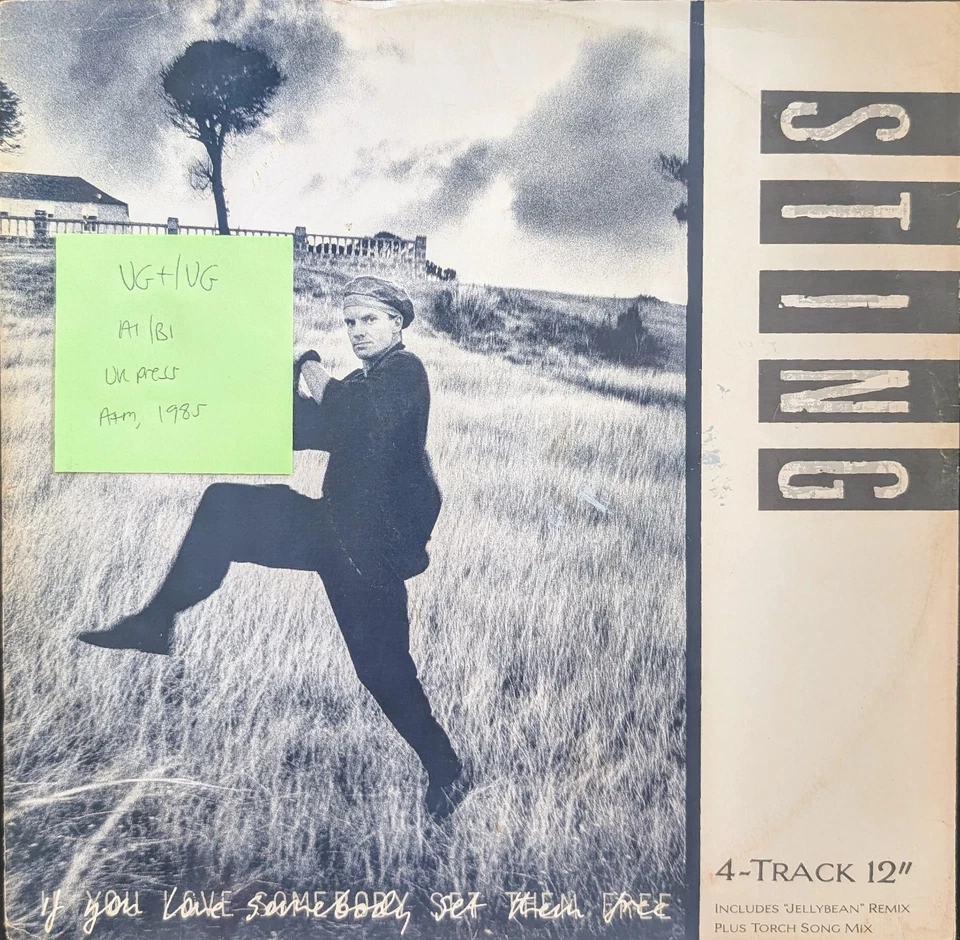 VG+/VG
A1/B1
UK press
A+m, 1985
STING
If you Love somebody set them free
4-TRACK 12"
INCLUDES "JELLYBEAN" REMIX
PLUS TORCH SONG MIX